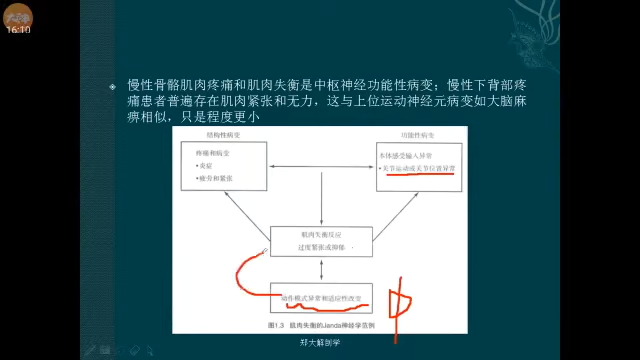 16:10
慢性骨骼肌肉疼痛和肌肉失衡是中枢神经功能性病变；慢性下背部疼
痛患者普遍存在肌肉紧张和无力，这与上位运动神经元病变如大脑麻
痹相似，只是程度更小
结构性病变
功能性病变
疼痛和病变
• 炎症
• 疲劳和紧张
本体感受输入异常
• 关节运动或关节位置异常
肌肉失衡反应
过度紧张或抑郁
动作模式异常和适应性改变
中
图1.3 肌肉失衡的Janda神经学范例
郑大解剖学